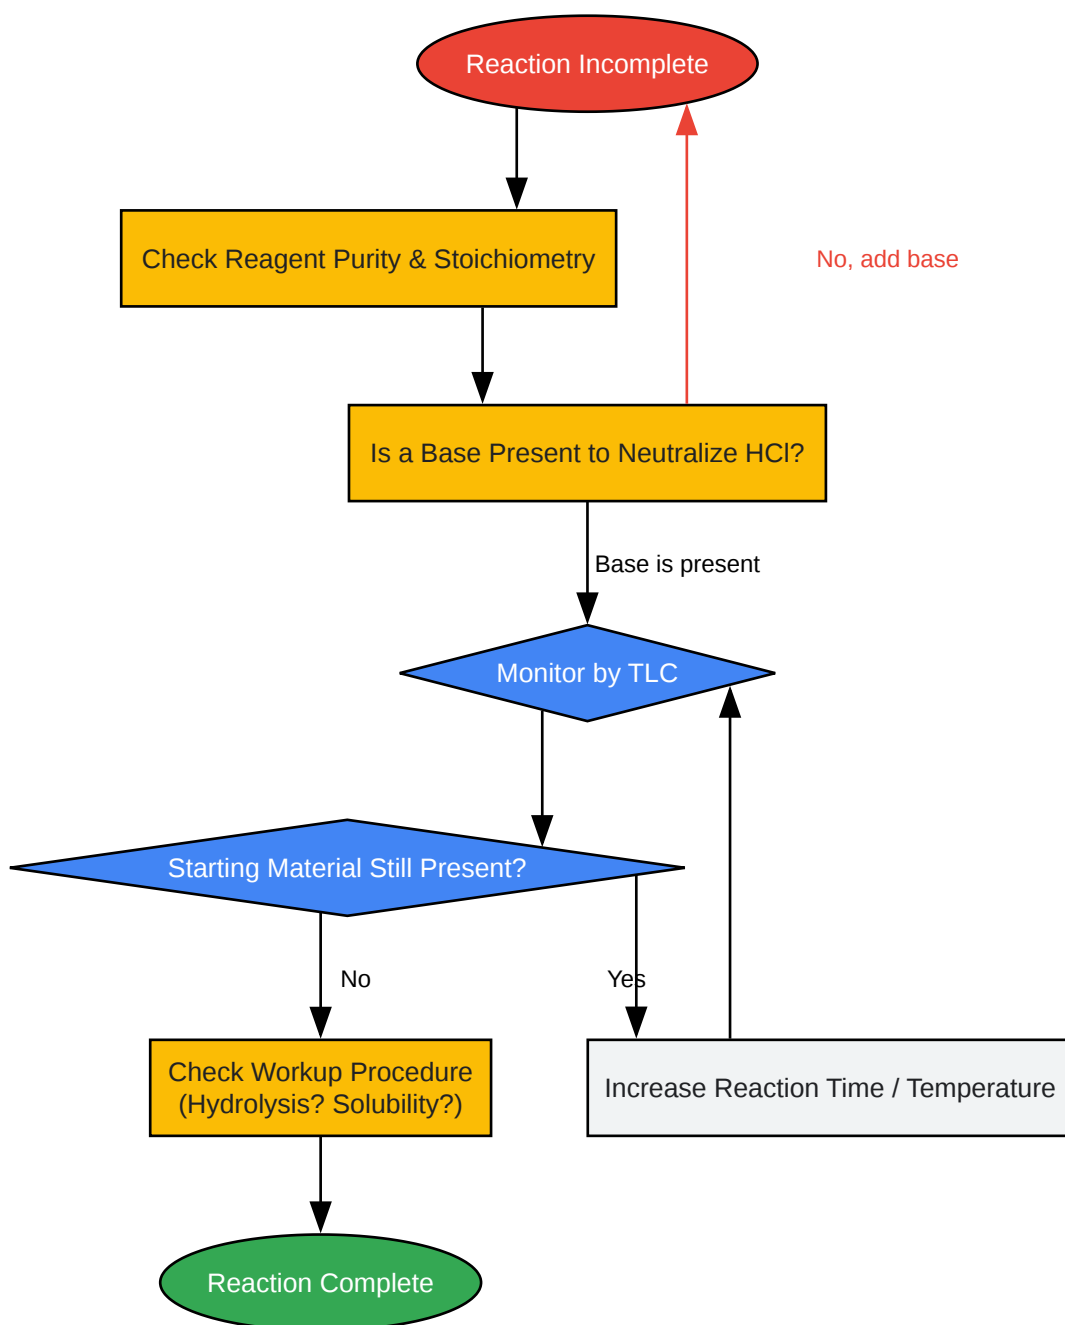 Reaction Incomplete
Check Reagent Purity & Stoichiometry
No, add base
Is a Base Present to Neutralize HCl?
Base is present
Monitor by TLC
Starting Material Still Present?
No
Yes
Check Workup Procedure
(Hydrolysis? Solubility?)
Increase Reaction Time / Temperature
Reaction Complete